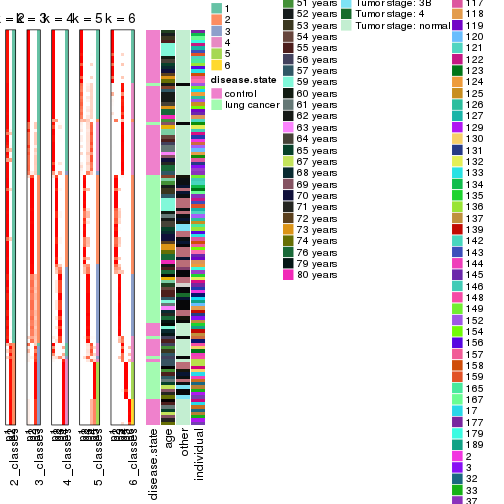 k = 3 k = 4 k = 5 k = 6
1
2
3
4
5
6
disease.state
control
lung cancer
51 years
52 years
53 years
54 years
55 years
56 years
57 years
59 years
60 years
61 years
62 years
63 years
64 years
65 years
67 years
68 years
69 years
70 years
71 years
72 years
73 years
74 years
76 years
79 years
80 years
Tumor stage: 3B
Tumor stage: 4
Tumor stage: normal
117
118
119
120
121
122
123
124
125
126
127
129
130
131
132
133
134
135
136
137
139
142
143
144
145
146
148
149
152
154
156
157
158
159
165
167
17
177
179
189
2
3
32
33
37
2_classes
3_classes
4_classes
5_classes
6_classes
disease.state
age
other
individual